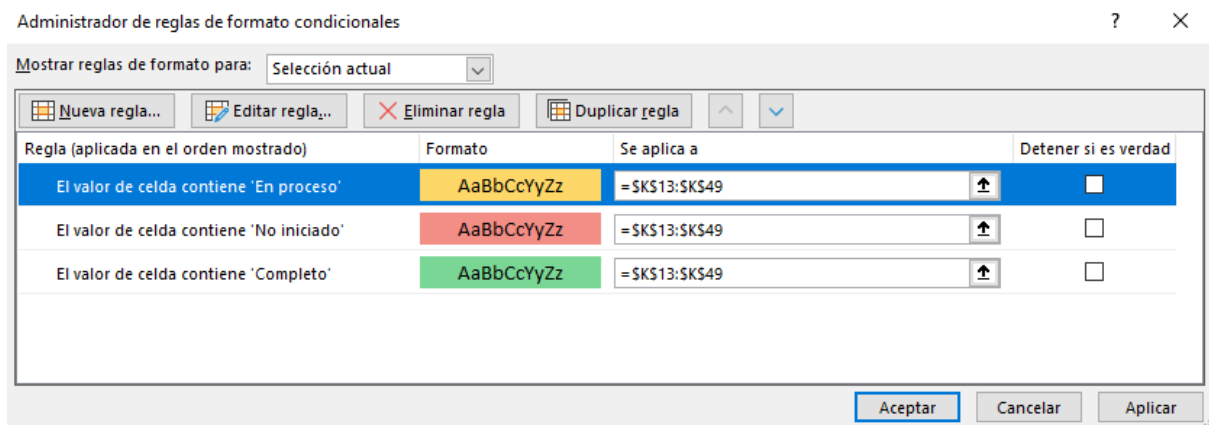 Administrador de reglas de formato condicionales ? ×
Mostrar reglas de formato para: Selección actual
Nueva regla... Editar regla... Eliminar regla Duplicar regla
Regla (aplicada en el orden mostrado) Formato Se aplica a Detener si es verdad
El valor de celda contiene 'En proceso' AaBbCcYyZz =$K$13:$K$49
El valor de celda contiene 'No iniciado' AaBbCcYyZz =$K$13:$K$49
El valor de celda contiene 'Completo' AaBbCcYyZz =$K$13:$K$49
Aceptar Cancelar Aplicar